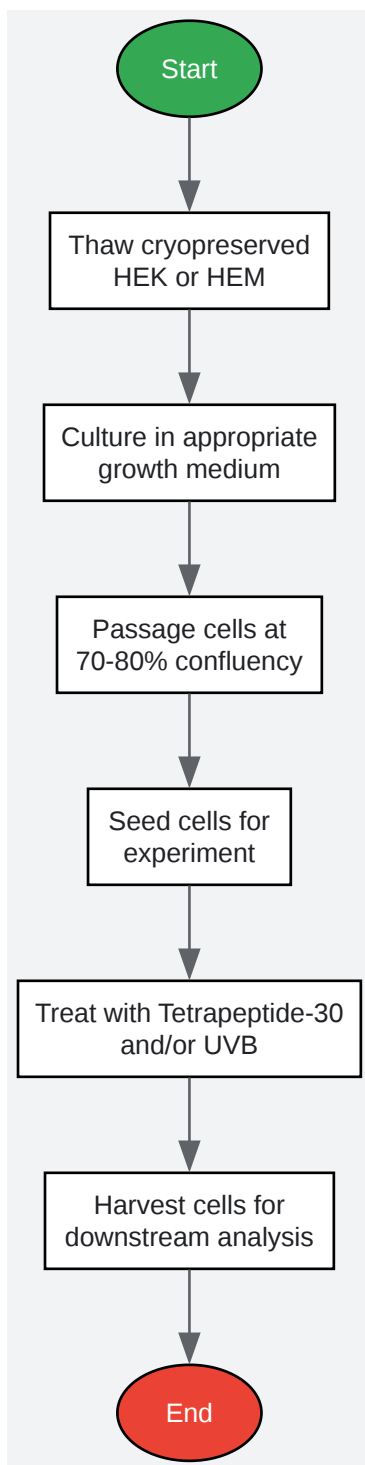 Start
Thaw cryopreserved
HEK or HEM
Culture in appropriate
growth medium
Passage cells at
70-80% confluency
Seed cells for
experiment
Treat with Tetrapeptide-30
and/or UVB
Harvest cells for
downstream analysis
End